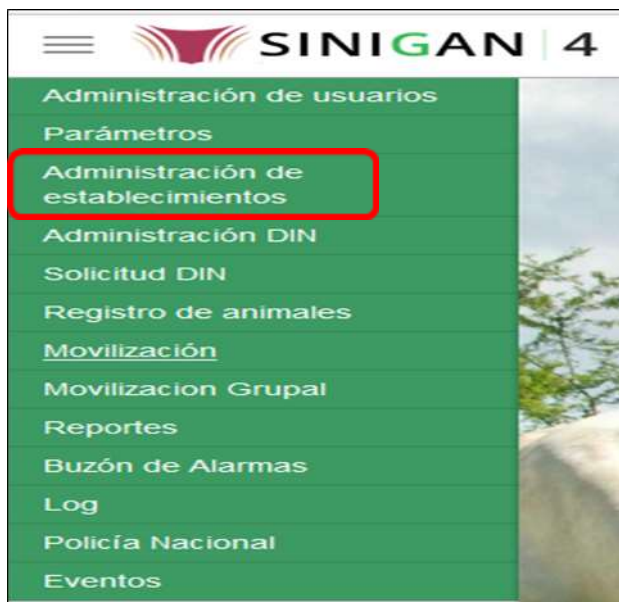 SINIGAN 4
Administración de usuarios
Parámetros
Administración de
establecimientos
Administración DIN
Solicitud DIN
Registro de animales
Movilización
Movilizacion Grupal
Reportes
Buzón de Alarmas
Log
Policía Nacional
Eventos